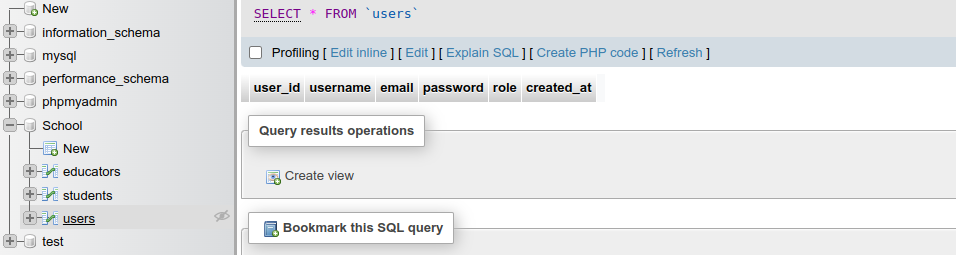 New
information_schema
mysql
performance_schema
phpmyadmin
School
New
educators
students
users
test
SELECT * FROM `users`
Profiling [ Edit inline ] [ Edit ] [ Explain SQL ] [ Create PHP code ] [ Refresh ]
user_id username email password role created_at
Query results operations
Create view
Bookmark this SQL query